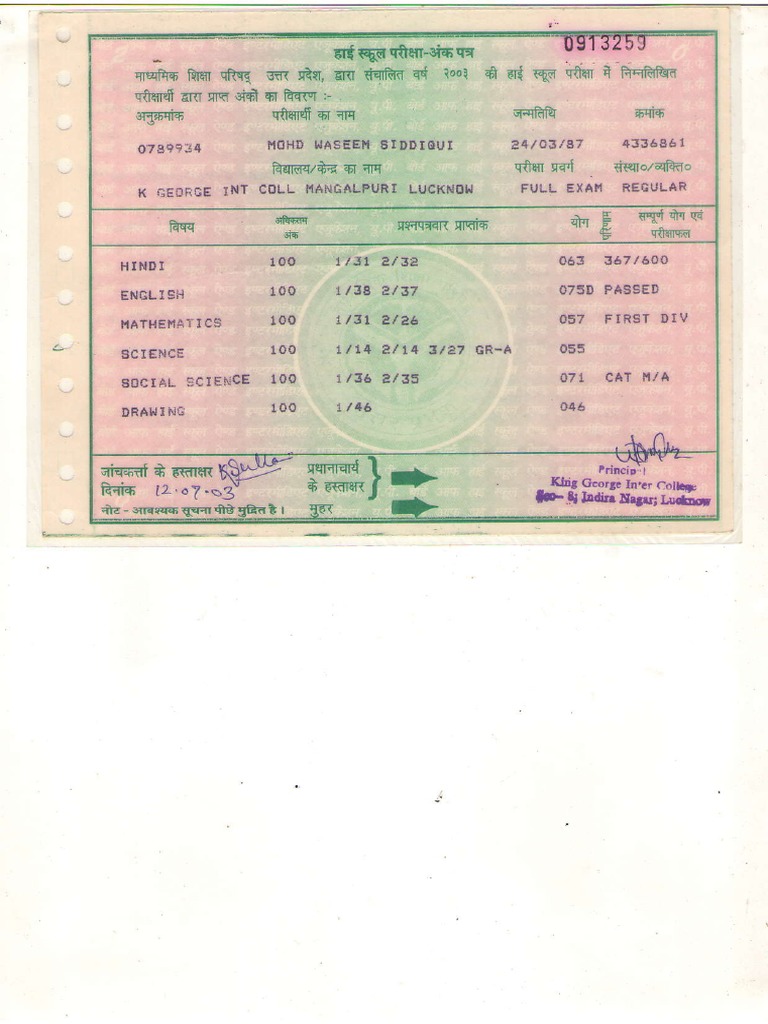 0913259
हाई स्कूल परीक्षा-अंक पत्र
माध्यमिक शिक्षा परिषद् उत्तर प्रदेश, द्वारा संचालित वर्ष २००३ की हाई स्कूल परीक्षा में निम्नलिखित
परीक्षार्थी द्वारा प्राप्त अंकों का विवरण :-
अनुक्रमांक परीक्षार्थी का नाम जन्मतिथि क्रमांक
0789934 MOHD WASEEM SIDDIQUI 24/03/87 4336861
विद्यालय/केन्द्र का नाम परीक्षा प्रवर्ग संस्था०/व्यक्ति०
K GEORGE INT COLL MANGALPURI LUCKNOW FULL EXAM REGULAR
विषय अधिकतम अंक प्रश्नपत्रवार प्राप्तांक योग सम्पूर्ण योग एवं परीक्षाफल
HINDI 100 1/31 2/32 063 367/600
ENGLISH 100 1/38 2/37 075D PASSED
MATHEMATICS 100 1/31 2/26 057 FIRST DIV
SCIENCE 100 1/14 2/14 3/27 GR-A 055
SOCIAL SCIENCE 100 1/36 2/35 071 CAT M/A
DRAWING 100 1/46 046
जांचकर्त्ता के हस्ताक्षर प्रधानाचार्य
दिनांक 12.07.03 के हस्ताक्षर
Principal
King George Inter College
8; Indira Nagar; Lucknow
नोट - आवश्यक सूचना पीछे मुद्रित है । मुहर